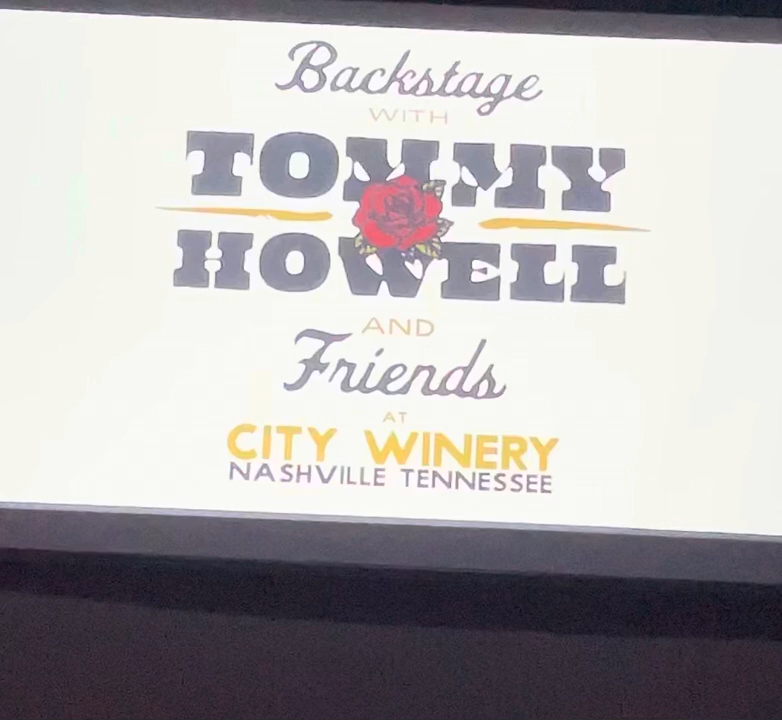 Backstage
WITH
TOMMY
HOWELL
AND
Friends
AT
CITY WINERY
NASHVILLE TENNESSEE